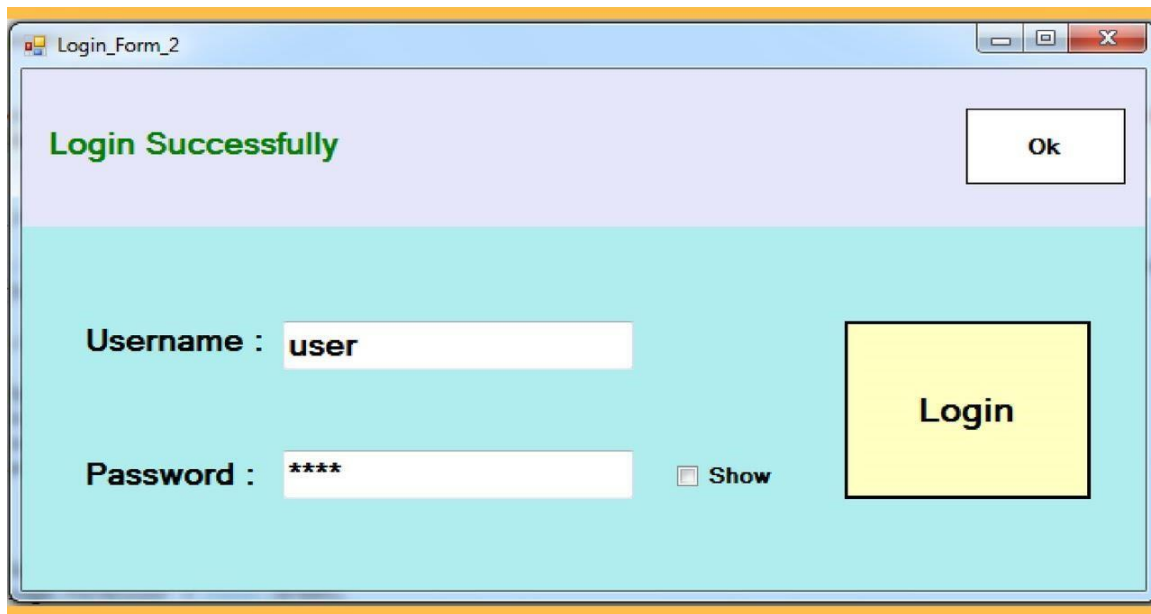 Login_Form_2
Login Successfully
Ok
Username : user
Login
Password : ****
Show